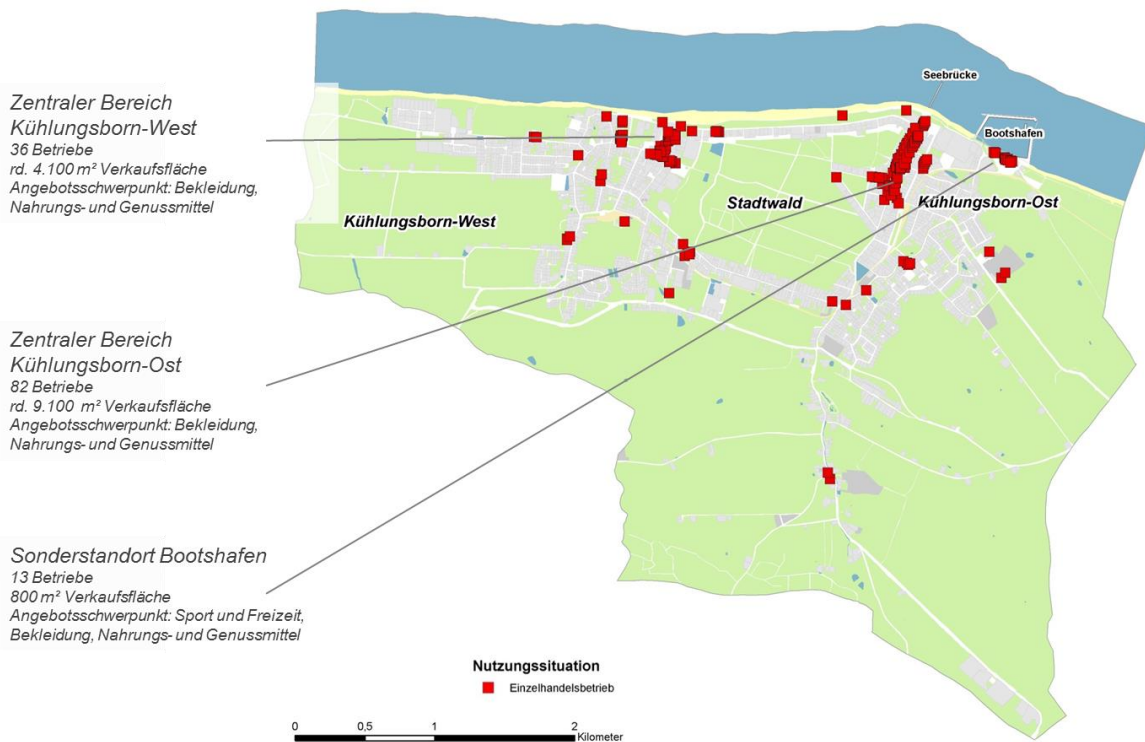 Zentraler Bereich
Kühlungsborn-West
36 Betriebe
rd. 4.100 m² Verkaufsfläche
Angebotsschwerpunkt: Bekleidung,
Nahrungs- und Genussmittel
Zentraler Bereich
Kühlungsborn-Ost
82 Betriebe
rd. 9.100 m² Verkaufsfläche
Angebotsschwerpunkt: Bekleidung,
Nahrungs- und Genussmittel
Sonderstandort Bootshafen
13 Betriebe
800 m² Verkaufsfläche
Angebotsschwerpunkt: Sport und Freizeit,
Bekleidung, Nahrungs- und Genussmittel
Seebrücke
Bootshafen
Stadtwald
Kühlungsborn-Ost
Kühlungsborn-West
Nutzungssituation
Einzelhandelsbetrieb
0 0,5 1 2
Kilometer